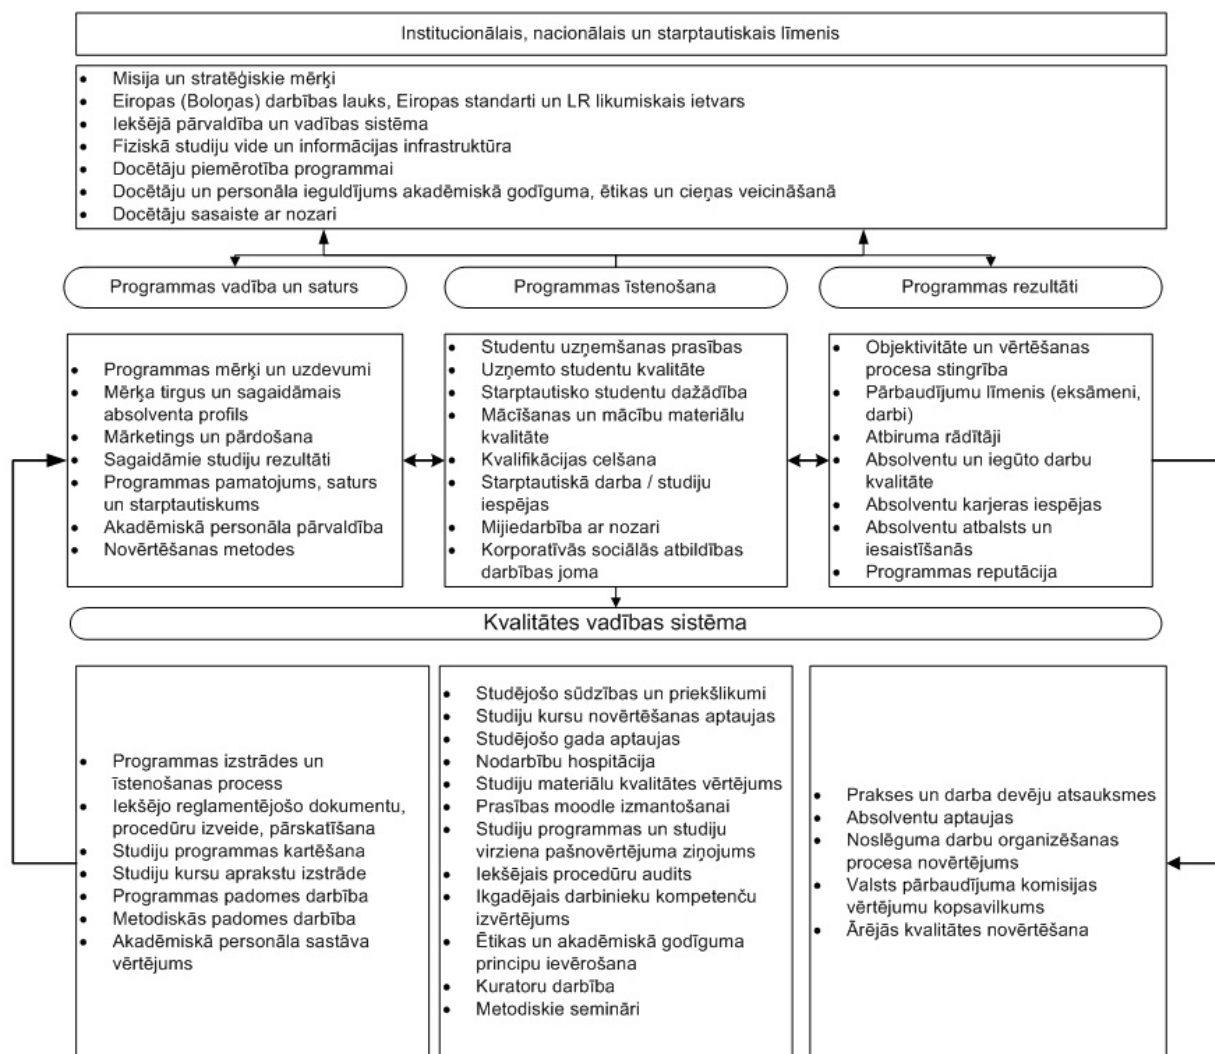 Institucionālais, nacionālais un starptautiskais līmenis
• Misija un stratēģiskie mērķi
• Eiropas (Boloņas) darbības lauks, Eiropas standarti un LR likumiskais ietvars
• Iekšējā pārvaldība un vadības sistēma
• Fiziskā studiju vide un informācijas infrastruktūra
• Docētāju piemērotība programmai
• Docētāju un personāla ieguldījums akadēmiskā godīguma, ētikas un cieņas veicināšanā
• Docētāju sasaiste ar nozari
Programmas vadība un saturs
Programmas īstenošana
Programmas rezultāti
• Programmas mērķi un uzdevumi
• Mērķa tirgus un sagaidāmais
absolventa profils
• Mārketings un pārdošana
• Sagaidāmie studiju rezultāti
• Programmas pamatojums, saturs
un starptautiskums
• Akadēmiskā personāla pārvaldība
• Novērtēšanas metodes
• Studentu uzņemšanas prasības
• Uzņemto studentu kvalitāte
• Starptautisko studentu dažādība
• Mācīšanas un mācību materiālu
kvalitāte
• Kvalifikācijas celšana
• Starptautiskā darba / studiju
iespējas
• Mijiedarbība ar nozari
• Korporatīvās sociālās atbildības
darbības joma
• Objektivitāte un vērtēšanas
procesa stingrība
• Pārbaudījumu līmenis (eksāmeni,
darbi)
• Atbiruma rādītāji
• Absolventu un iegūto darbu
kvalitāte
• Absolventu karjeras iespējas
• Absolventu atbalsts un
iesaistīšanās
• Programmas reputācija
Kvalitātes vadības sistēma
• Programmas izstrādes un
īstenošanas process
• Iekšējo reglamentējošo dokumentu,
procedūru izveide, pārskatīšana
• Studiju programmas kartēšana
• Studiju kursu aprakstu izstrāde
• Programmas padomes darbība
• Metodiskās padomes darbība
• Akadēmiskā personāla sastāva
vērtējums
• Studējošo sūdzības un priekšlikumi
• Studiju kursu novērtēšanas aptaujas
• Studējošo gada aptaujas
• Nodarbību hospitācija
• Studiju materiālu kvalitātes vērtējums
• Prasības moodle izmantošanai
• Studiju programmas un studiju
virziena pašnovērtējuma ziņojums
• Iekšējais procedūru audits
• Ikgadējais darbinieku kompetenču
izvērtējums
• Ētikas un akadēmiskā godīguma
principu ievērošana
• Kuratoru darbība
• Metodiskie semināri
• Prakses un darba devēju atsauksmes
• Absolventu aptaujas
• Noslēguma darbu organizēšanas
procesa novērtējums
• Valsts pārbaudījuma komisijas
vērtējumu kopsavilkums
• Ārējās kvalitātes novērtēšana